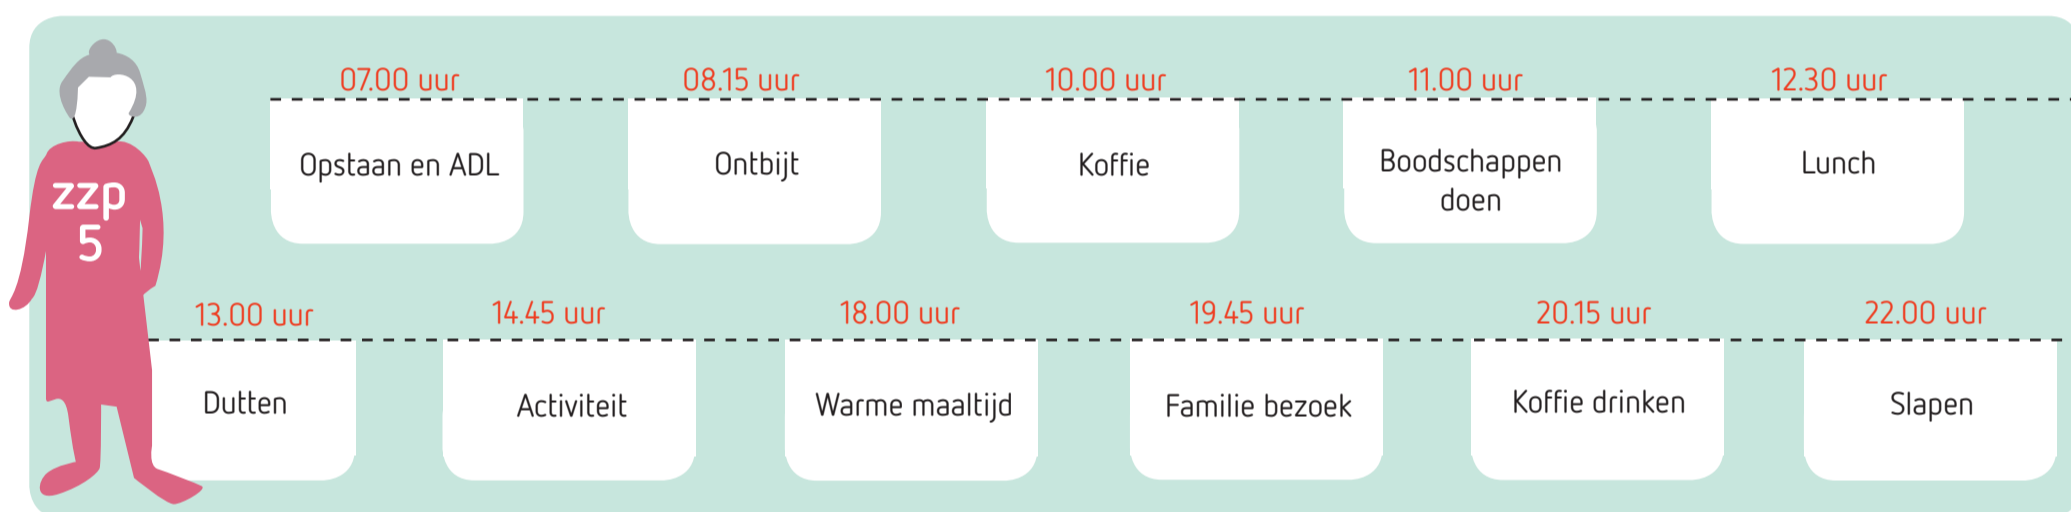 zzp
5
07.00 uur
Opstaan en ADL
08.15 uur
Ontbijt
10.00 uur
Koffie
11.00 uur
Boodschappen
doen
12.30 uur
Lunch
13.00 uur
Dutten
14.45 uur
Activiteit
18.00 uur
Warme maaltijd
19.45 uur
Familie bezoek
20.15 uur
Koffie drinken
22.00 uur
Slapen